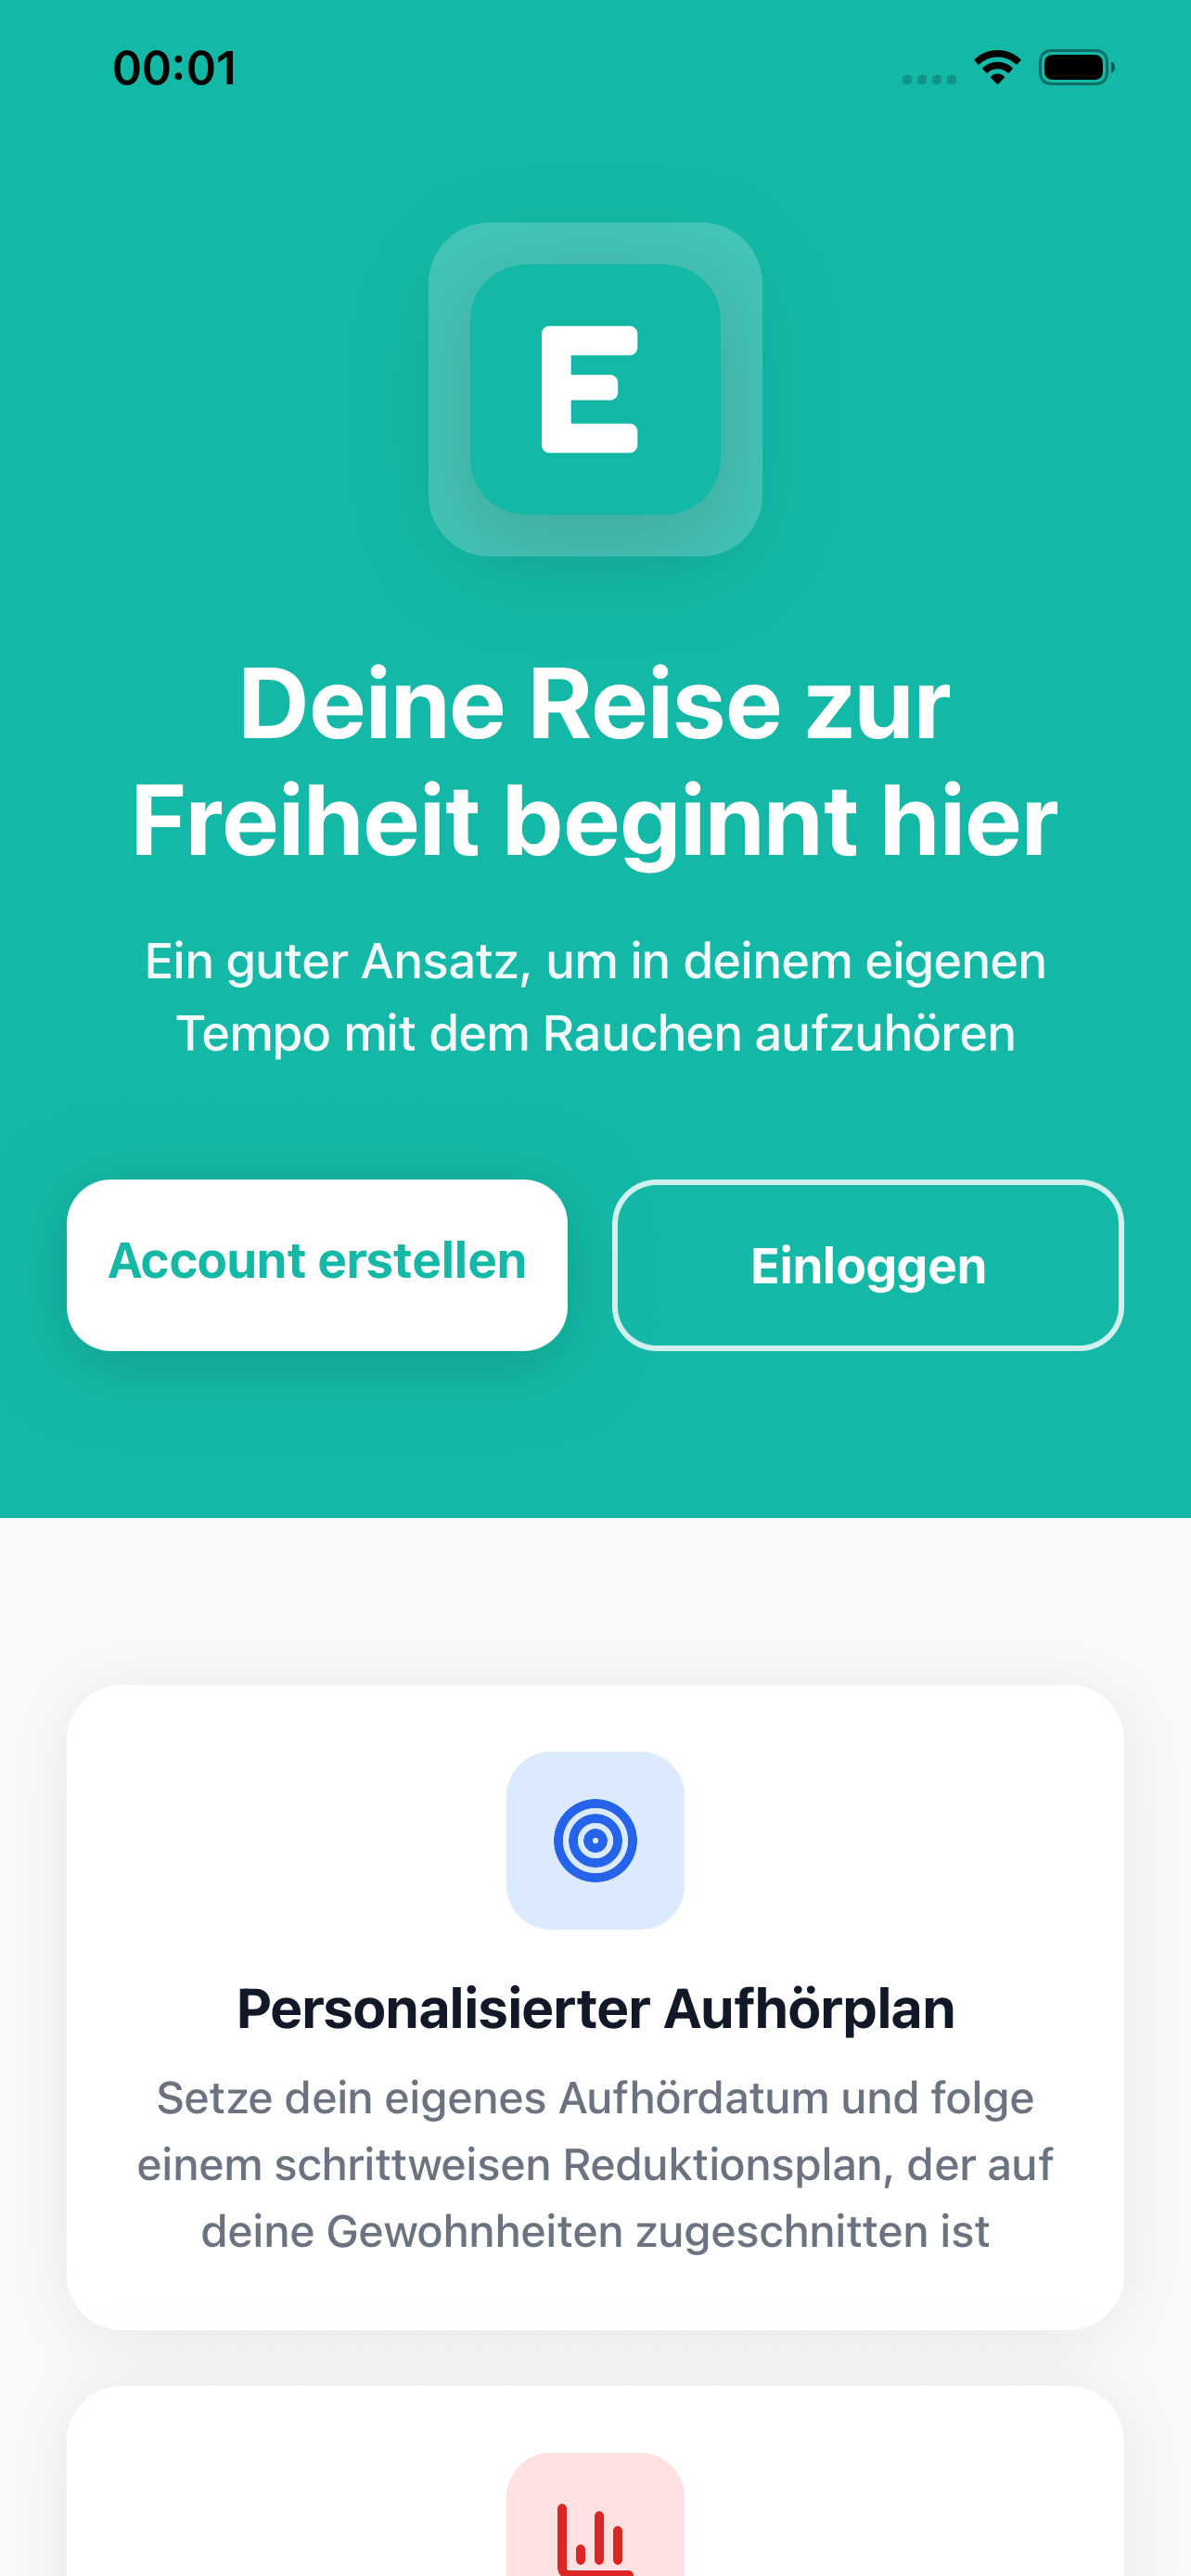 00:01
E
Deine Reise zur
Freiheit beginnt hier
Ein guter Ansatz, um in deinem eigenen
Tempo mit dem Rauchen aufzuhören
Account erstellen
Einloggen
Personalisierter Aufhörplan
Setze dein eigenes Aufhördatum und folge
einem schrittweisen Reduktionsplan, der auf
deine Gewohnheiten zugeschnitten ist